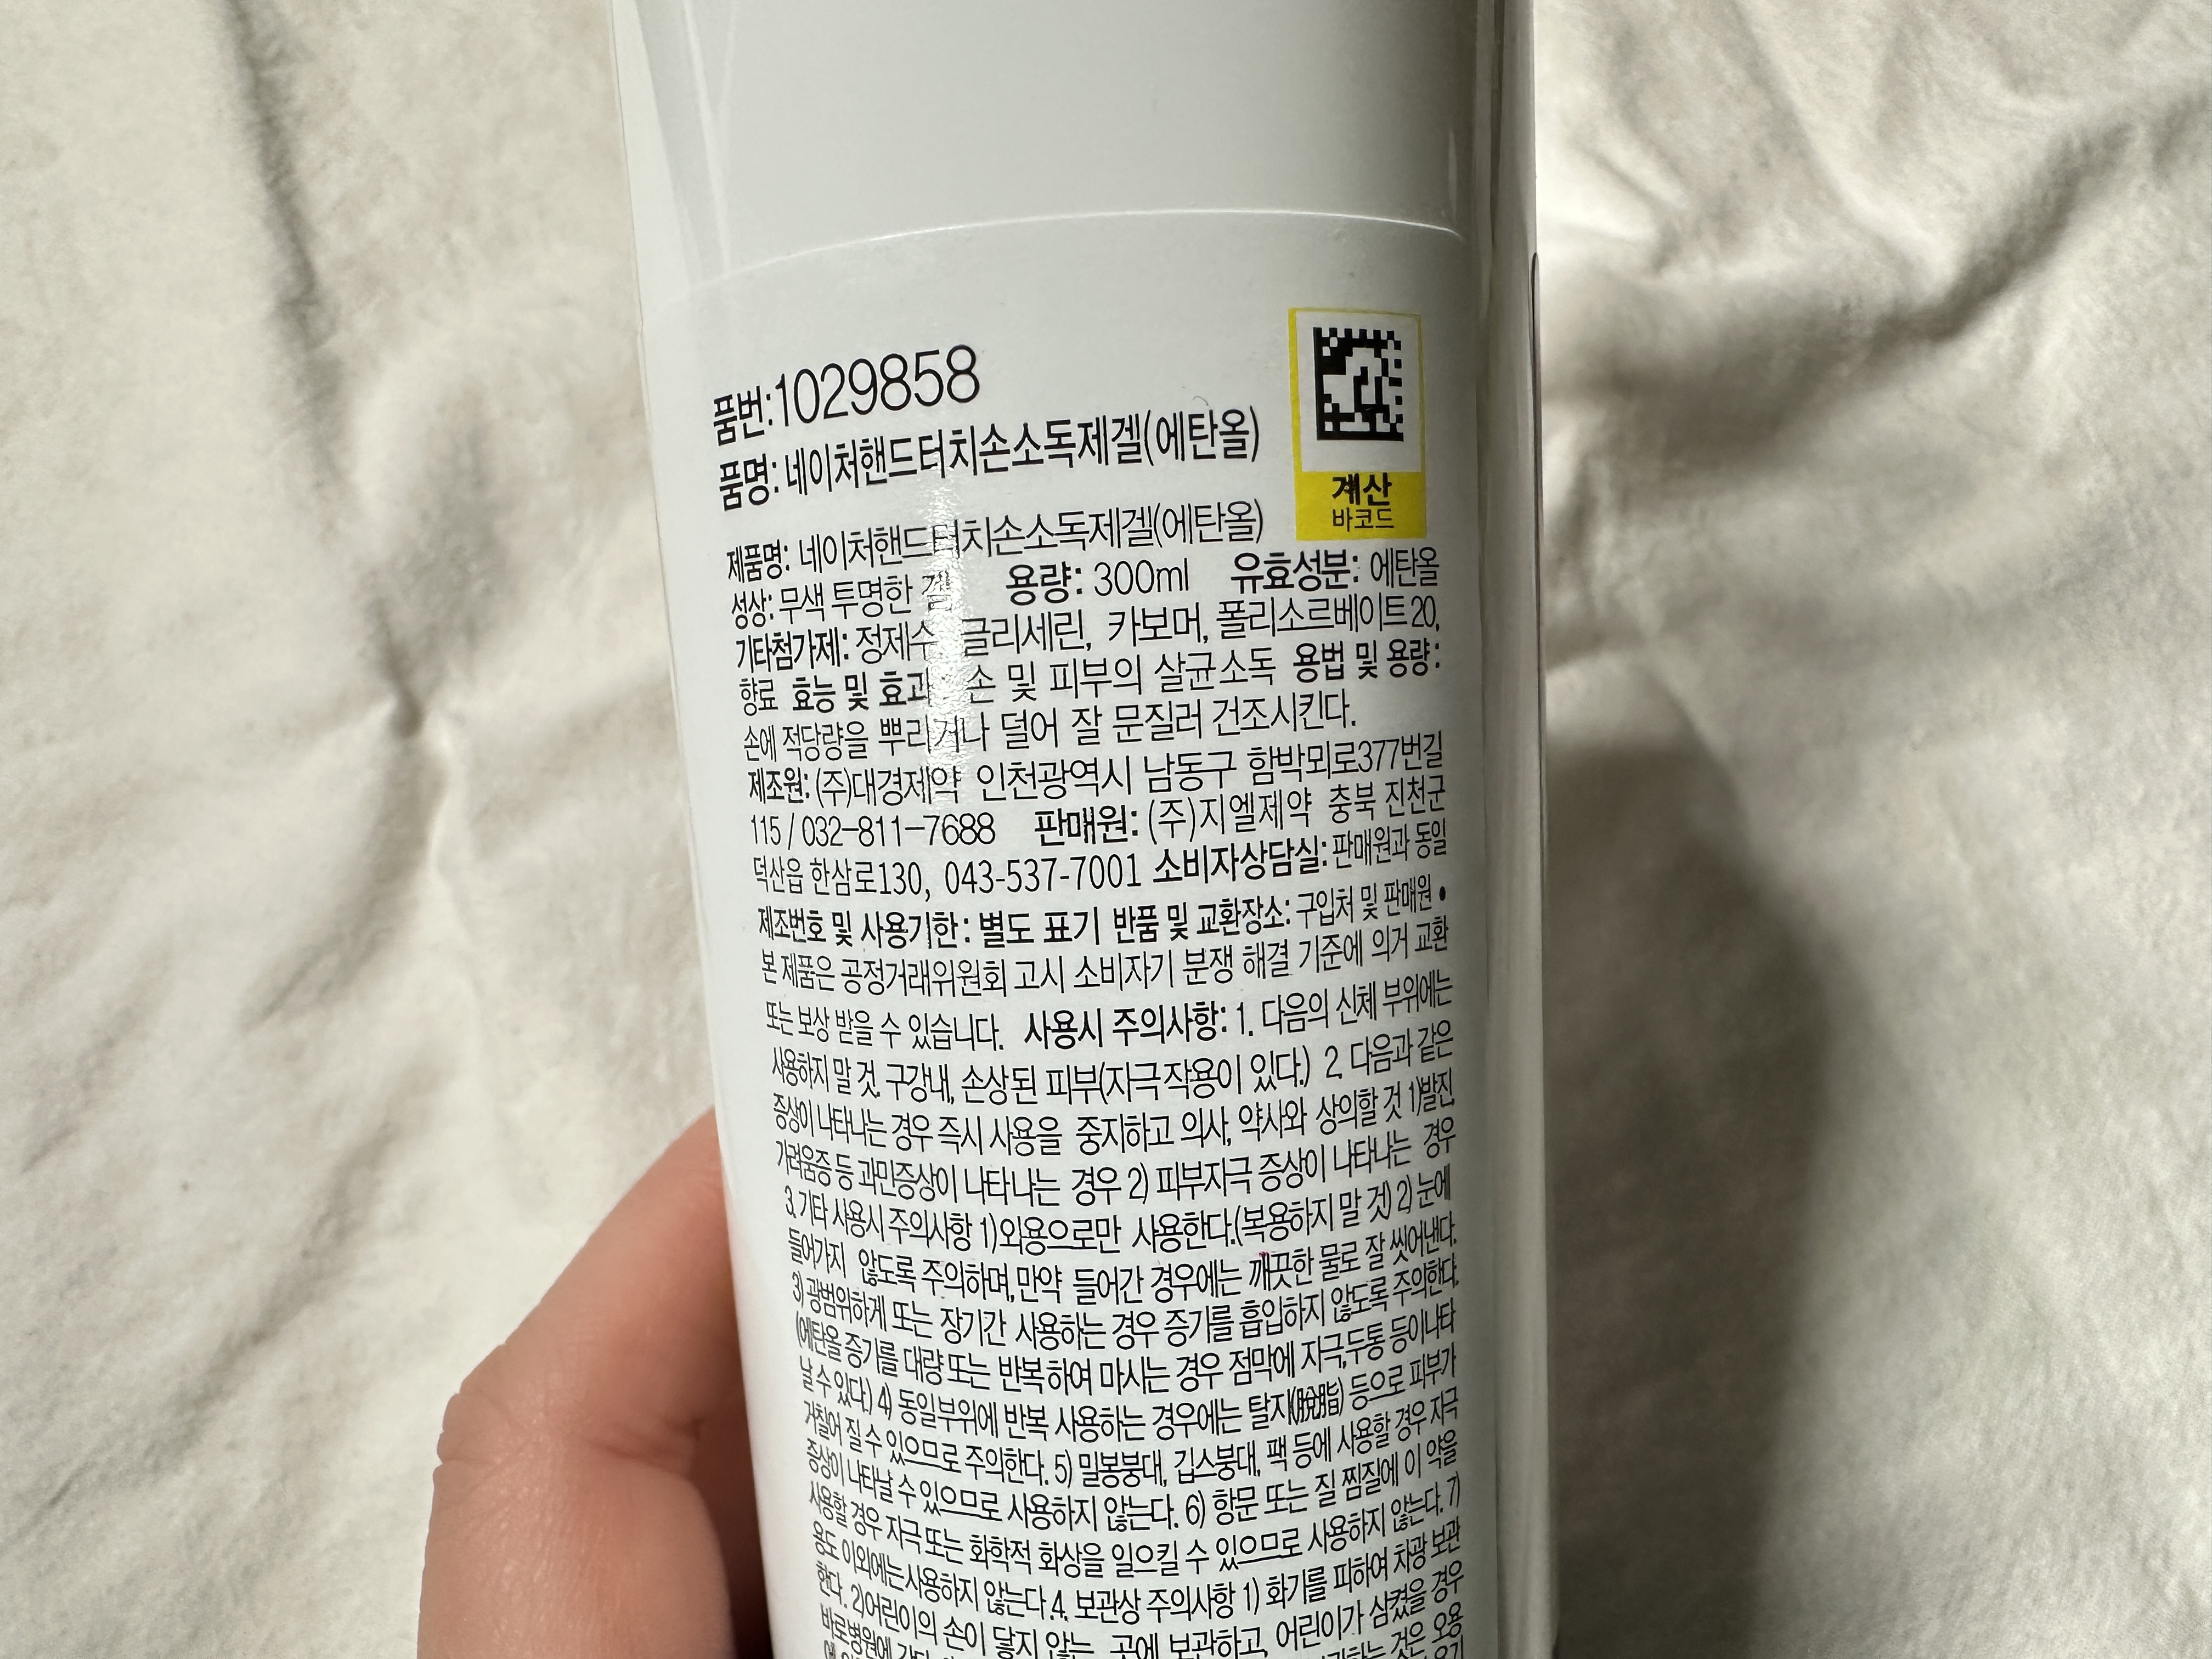 품번:1029858
품명: 네이처핸드터치손소독제겔(에탄올)
계산
바코드
제품명: 네이처핸드터치손소독제겔(에탄올)
성상: 무색 투명한 겔 용량: 300ml 유효성분: 에탄올
기타첨가제: 정제수, 글리세린, 카보머, 폴리소르베이트20,
향료 효능 및 효과: 손 및 피부의 살균소독 용법 및 용량:
손에 적당량을 뿌리거나 덜어 잘 문질러 건조시킨다.
제조원: (주)대경제약 인천광역시 남동구 함박뫼로377번길
115 / 032-811-7688 판매원: (주)지엘제약 충북 진천군
덕산읍 한삼로130, 043-537-7001 소비자상담실: 판매원과 동일
제조번호 및 사용기한: 별도 표기 반품 및 교환장소: 구입처 및 판매원 •
본 제품은 공정거래위원회 고시 소비자기 분쟁 해결 기준에 의거 교환
또는 보상 받을 수 있습니다. 사용시 주의사항: 1. 다음의 신체 부위에는
사용하지 말 것. 구강내, 손상된 피부(자극작용이 있다.) 2. 다음과 같은
증상이 나타나는 경우 즉시 사용을 중지하고 의사, 약사와 상의할 것 1)발진
가려움증 등 과민증상이 나타나는 경우 2) 피부자극 증상이 나타나는 경우
3. 기타 사용시 주의사항 1)외용으로만 사용한다.(복용하지 말 것) 2) 눈에
들어가지 않도록 주의하며, 만약 들어간 경우에는 깨끗한 물로 잘 씻어낸다.
3) 광범위하게 또는 장기간 사용하는 경우 증기를 흡입하지 않도록 주의한다.
(에탄올 증기를 대량 또는 반복하여 마시는 경우 점막에 자극,두통 등이나타
날 수 있다.) 4) 동일부위에 반복 사용하는 경우에는 탈지(脫脂) 등으로 피부가
거칠어 질 수 있으므로 주의한다. 5) 밀봉붕대, 깁스붕대, 팩 등에 사용할 경우 자극
증상이 나타날 수 있으므로 사용하지 않는다. 6) 항문 또는 질 찜질에 이 약을
사용할 경우 자극 또는 화학적 화상을 일으킬 수 있으므로 사용하지 않는다. 7)
용도 이외에는사용하지 않는다.4. 보관상 주의사항 1) 화기를 피하여 차광 보관
한다. 2)어린이의 손이 닿지 않는 곳에 보관하고, 어린이가 삼켰을 경우
바로병원에 것은 오용